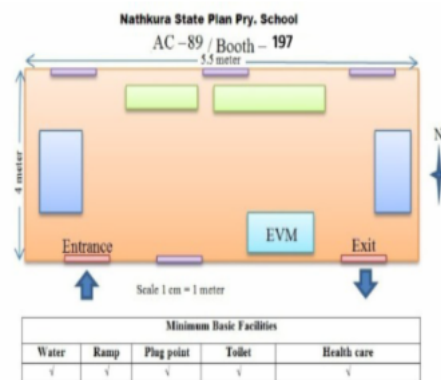 Nathkura State Plan Pry. School
AC – 89 / Booth – 197
5.5 meter
4 meter
N
EVM
Entrance
Exit
Scale 1 cm = 1 meter
Minimum Basic Facilities
Water Ramp Plug point Toilet Health care
√ √ √ √ √